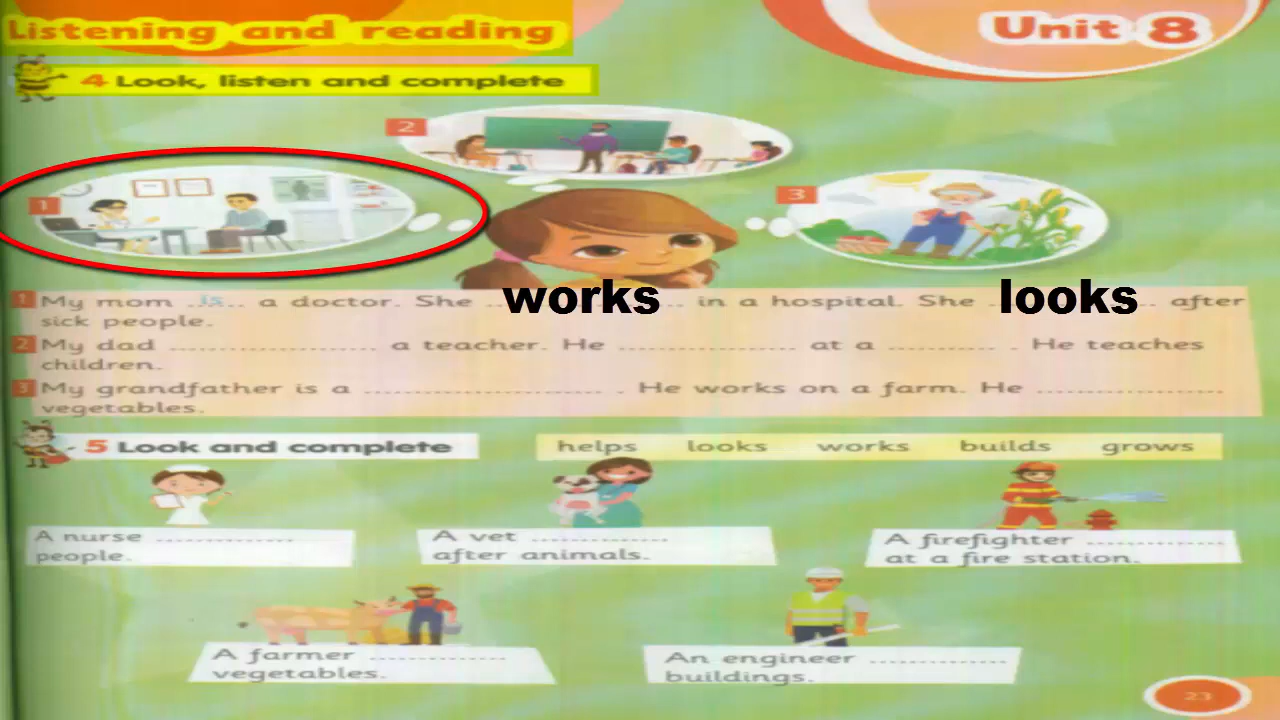 Listening and reading
Unit 8
4 Look, listen and complete
2
1
3
1 My mom ..is.. a doctor. She ..works.. in a hospital. She ..looks.. after
sick people.
2 My dad .................... a teacher. He .................. at a ........... . He teaches
children.
3 My grandfather is a ........................ . He works on a farm. He ...................
vegetables.
5 Look and complete
helps looks works builds grows
A nurse ..............
people.
A vet ..............
after animals.
A firefighter ..............
at a fire station.
A farmer ..............
vegetables.
An engineer ..............
buildings.
23